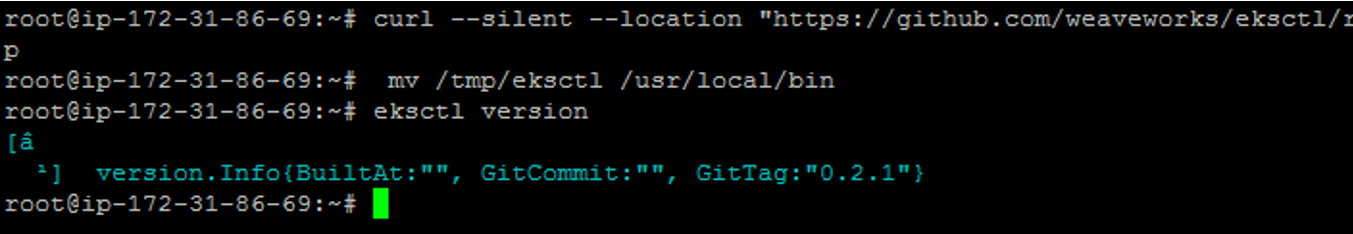 root@ip-172-31-86-69:~# curl --silent --location "https://github.com/weaveworks/eksctl/r
p
root@ip-172-31-86-69:~#  mv /tmp/eksctl /usr/local/bin
root@ip-172-31-86-69:~# eksctl version
[â
  ¹]  version.Info{BuiltAt:"", GitCommit:"", GitTag:"0.2.1"}
root@ip-172-31-86-69:~#